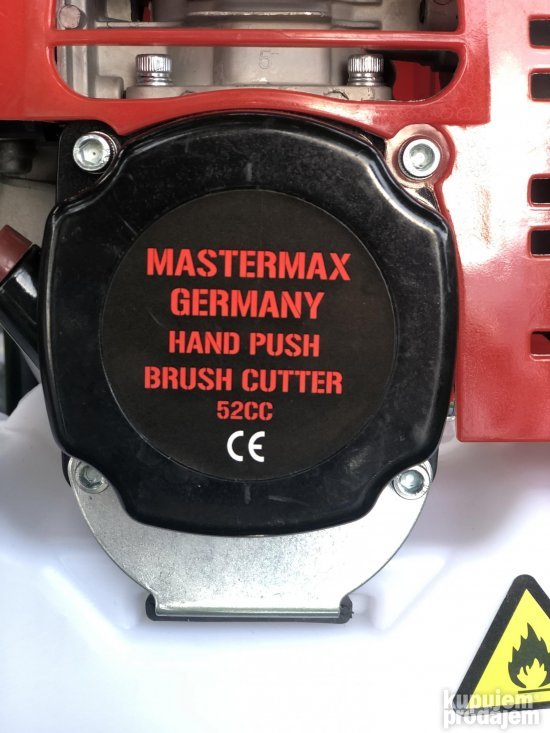 MASTERMAX
GERMANY
HAND PUSH
BRUSH CUTTER
52CC
CE
kupujem
prodajem